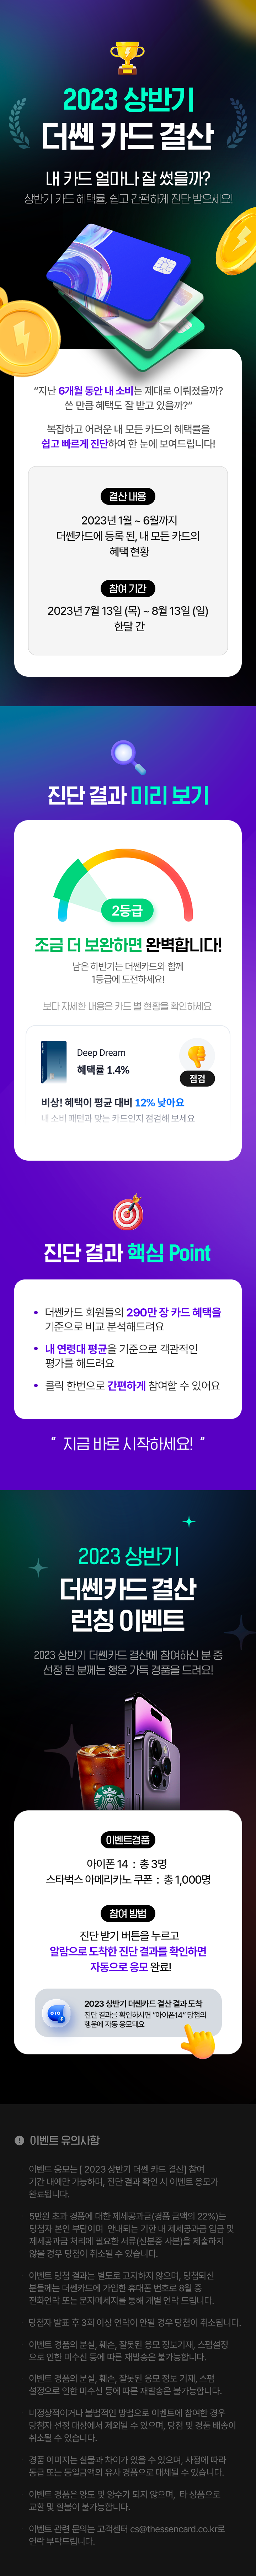 2023 상반기
더쎈 카드 결산
내 카드 얼마나 잘 썼을까?
상반기 카드 혜택률, 쉽고 간편하게 진단 받으세요!
“지난 6개월 동안 내 소비는 제대로 이뤄졌을까?
쓴 만큼 혜택도 잘 받고 있을까?”
복잡하고 어려운 내 모든 카드의 혜택률을
쉽고 빠르게 진단하여 한 눈에 보여드립니다!
결산 내용
2023년 1월 ~ 6월까지
더쎈카드에 등록 된, 내 모든 카드의
혜택 현황
참여 기간
2023년 7월 13일 (목) ~ 8월 13일 (일)
한달 간
진단 결과 미리 보기
2등급
조금 더 보완하면 완벽합니다!
남은 하반기는 더쎈카드와 함께
1등급에 도전하세요!
보다 자세한 내용은 카드 별 현황을 확인하세요
Deep Dream
혜택률 1.4%
점검
비상! 혜택이 평균 대비 12% 낮아요
내 소비 패턴과 맞는 카드인지 점검해 보세요
진단 결과 핵심 Point
• 더쎈카드 회원들의 290만 장 카드 혜택을
기준으로 비교 분석해드려요
• 내 연령대 평균을 기준으로 객관적인
평가를 해드려요
• 클릭 한번으로 간편하게 참여할 수 있어요
“ 지금 바로 시작하세요! ”
2023 상반기
더쎈카드 결산
런칭 이벤트
2023 상반기 더쎈카드 결산에 참여하신 분 중
선정 된 분께는 행운 가득 경품을 드려요!
이벤트경품
아이폰 14 : 총 3명
스타벅스 아메리카노 쿠폰 : 총 1,000명
참여 방법
진단 받기 버튼을 누르고
알람으로 도착한 진단 결과를 확인하면
자동으로 응모 완료!
2023 상반기 더쎈카드 결산 결과 도착
진단 결과를 확인하시면 “아이폰14” 당첨의
행운에 자동 응모돼요
이벤트 유의사항
· 이벤트 응모는 [ 2023 상반기 더쎈 카드 결산] 참여
기간 내에만 가능하며, 진단 결과 확인 시 이벤트 응모가
완료됩니다.
· 5만원 초과 경품에 대한 제세공과금(경품 금액의 22%)는
당첨자 본인 부담이며 안내되는 기한 내 제세공과금 입금 및
제세공과금 처리에 필요한 서류(신분증 사본)을 제출하지
않을 경우 당첨이 취소될 수 있습니다.
· 이벤트 당첨 결과는 별도로 고지하지 않으며, 당첨되신
분들께는 더쎈카드에 가입한 휴대폰 번호로 8월 중
전화연락 또는 문자메세지를 통해 개별 연락 드립니다.
· 당첨자 발표 후 3회 이상 연락이 안될 경우 당첨이 취소됩니다.
· 이벤트 경품의 분실, 훼손, 잘못된 응모 정보기재, 스팸설정
으로 인한 미수신 등에 따른 재발송은 불가능합니다.
· 이벤트 경품의 분실, 훼손, 잘못된 응모 정보 기재, 스팸
설정으로 인한 미수신 등에 따른 재발송이 불가능합니다.
· 비정상적이거나 불법적인 방법으로 이벤트에 참여한 경우
당첨자 선정 대상에서 제외될 수 있으며, 당첨 및 경품 배송이
취소될 수 있습니다.
· 경품 이미지는 실물과 차이가 있을 수 있으며, 사정에 따라
동급 또는 동일금액의 유사 경품으로 대체될 수 있습니다.
· 이벤트 경품은 양도 및 양수가 되지 않으며, 타 상품으로
교환 및 환불이 불가능합니다.
· 이벤트 관련 문의는 고객센터 cs@thessencard.co.kr로
연락 부탁드립니다.